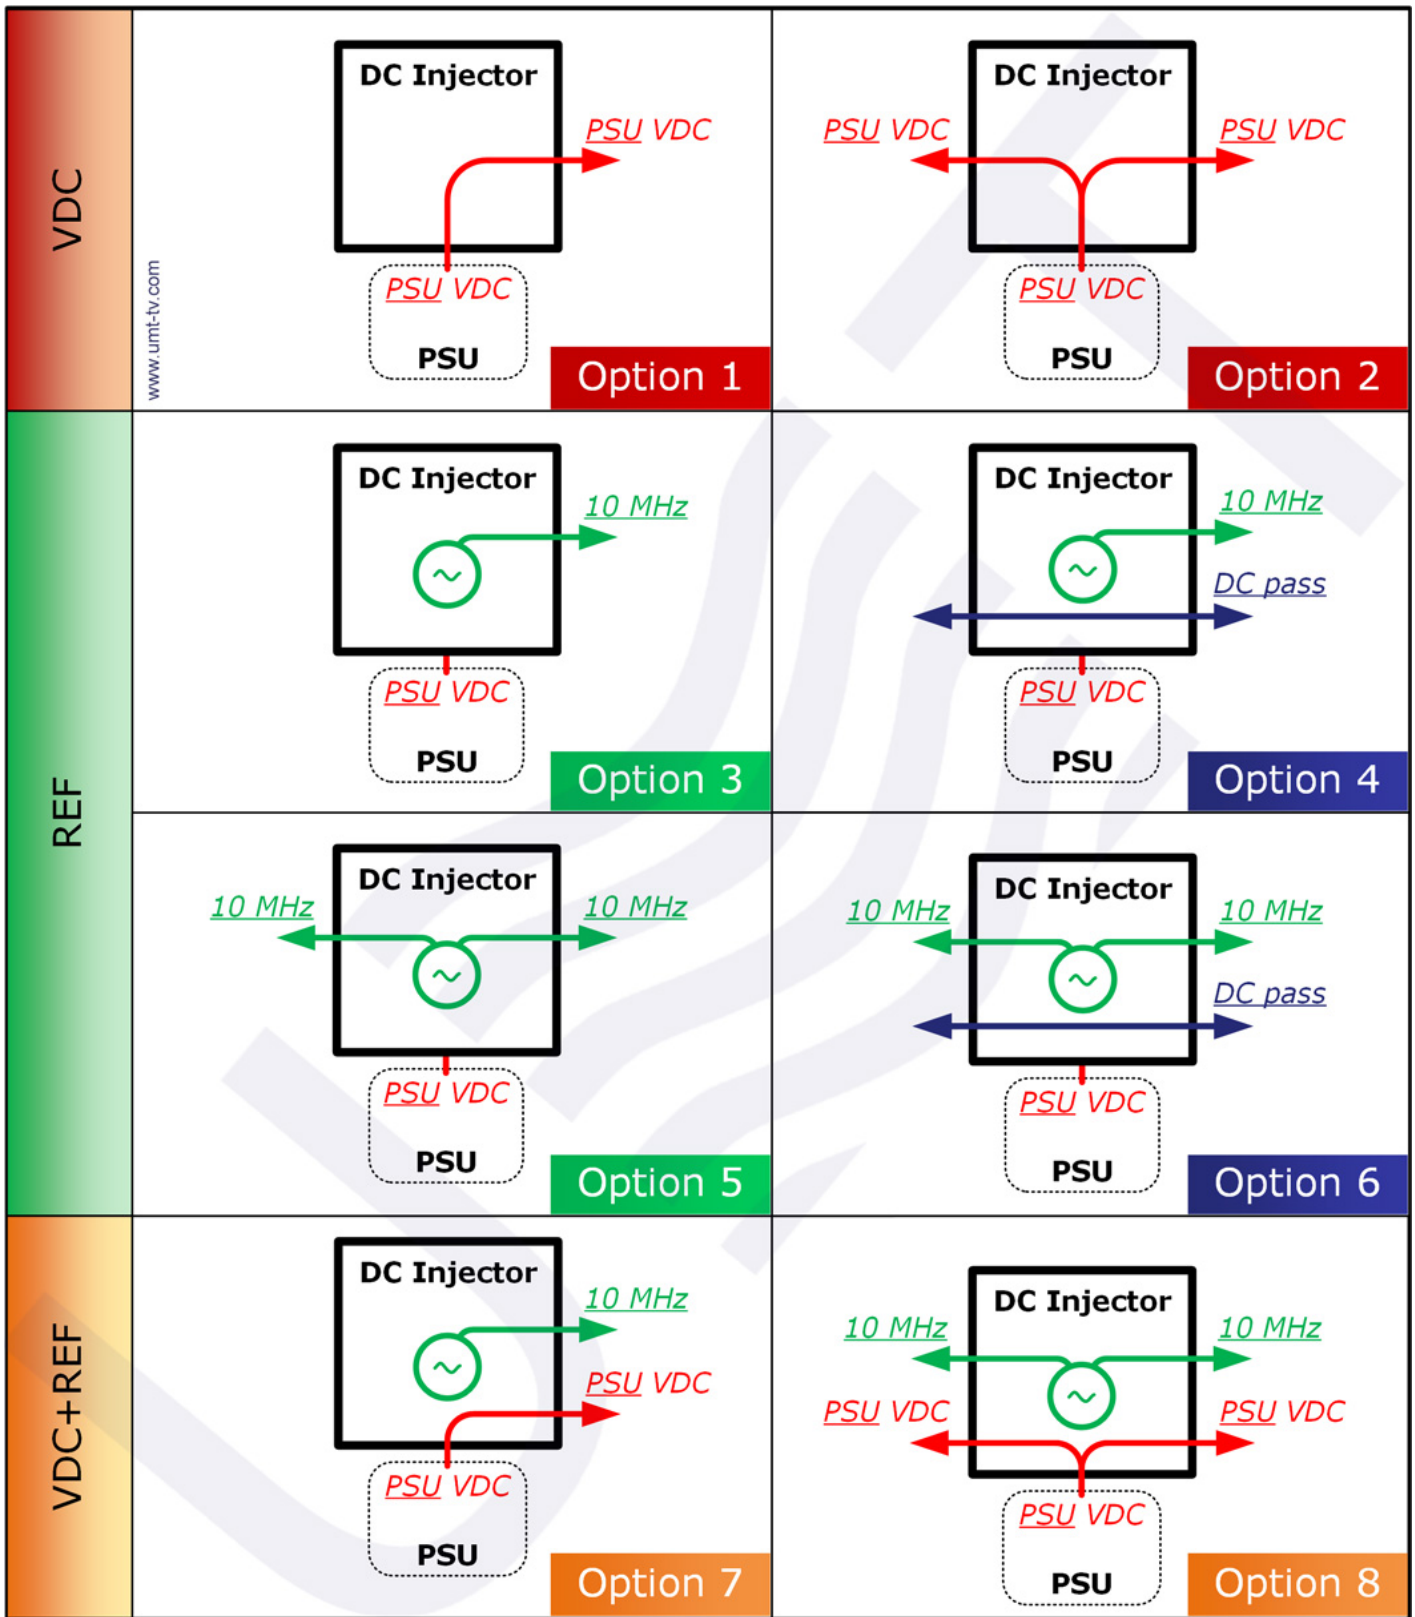 VDC
www.umt-tv.com
DC Injector
PSU VDC
PSU VDC
PSU
Option 1
DC Injector
PSU VDC
PSU VDC
PSU VDC
PSU
Option 2
REF
DC Injector
10 MHz
PSU VDC
PSU
Option 3
DC Injector
10 MHz
DC pass
PSU VDC
PSU
Option 4
DC Injector
10 MHz
10 MHz
PSU VDC
PSU
Option 5
DC Injector
10 MHz
10 MHz
DC pass
PSU VDC
PSU
Option 6
VDC+REF
DC Injector
10 MHz
PSU VDC
PSU VDC
PSU
Option 7
DC Injector
10 MHz
10 MHz
PSU VDC
PSU VDC
PSU VDC
PSU
Option 8